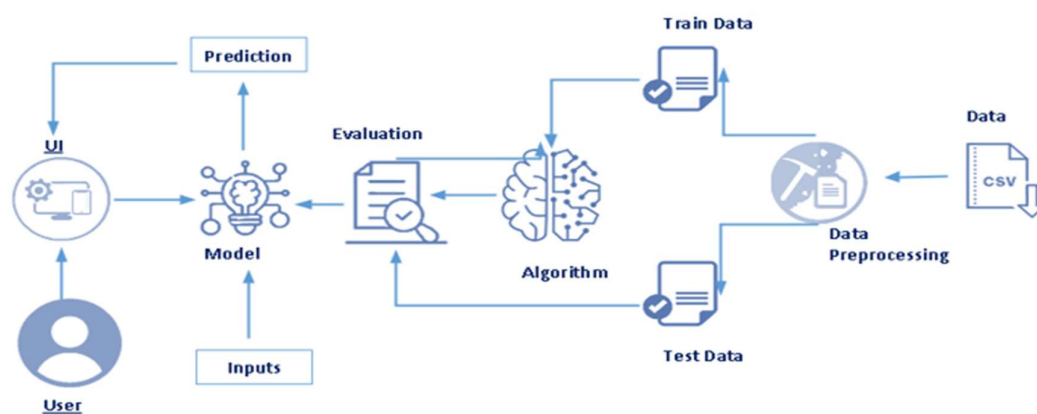 Train Data
Prediction
Data
Evaluation
UI
CSV
Model
Algorithm
Data
Preprocessing
Inputs
Test Data
User